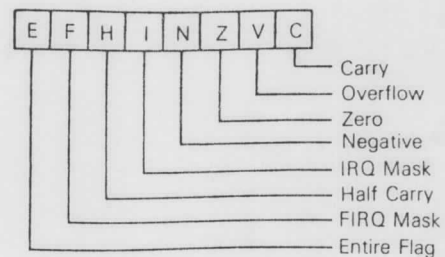 E F H I N Z V C
Carry
Overflow
Zero
Negative
IRQ Mask
Half Carry
FIRQ Mask
Entire Flag